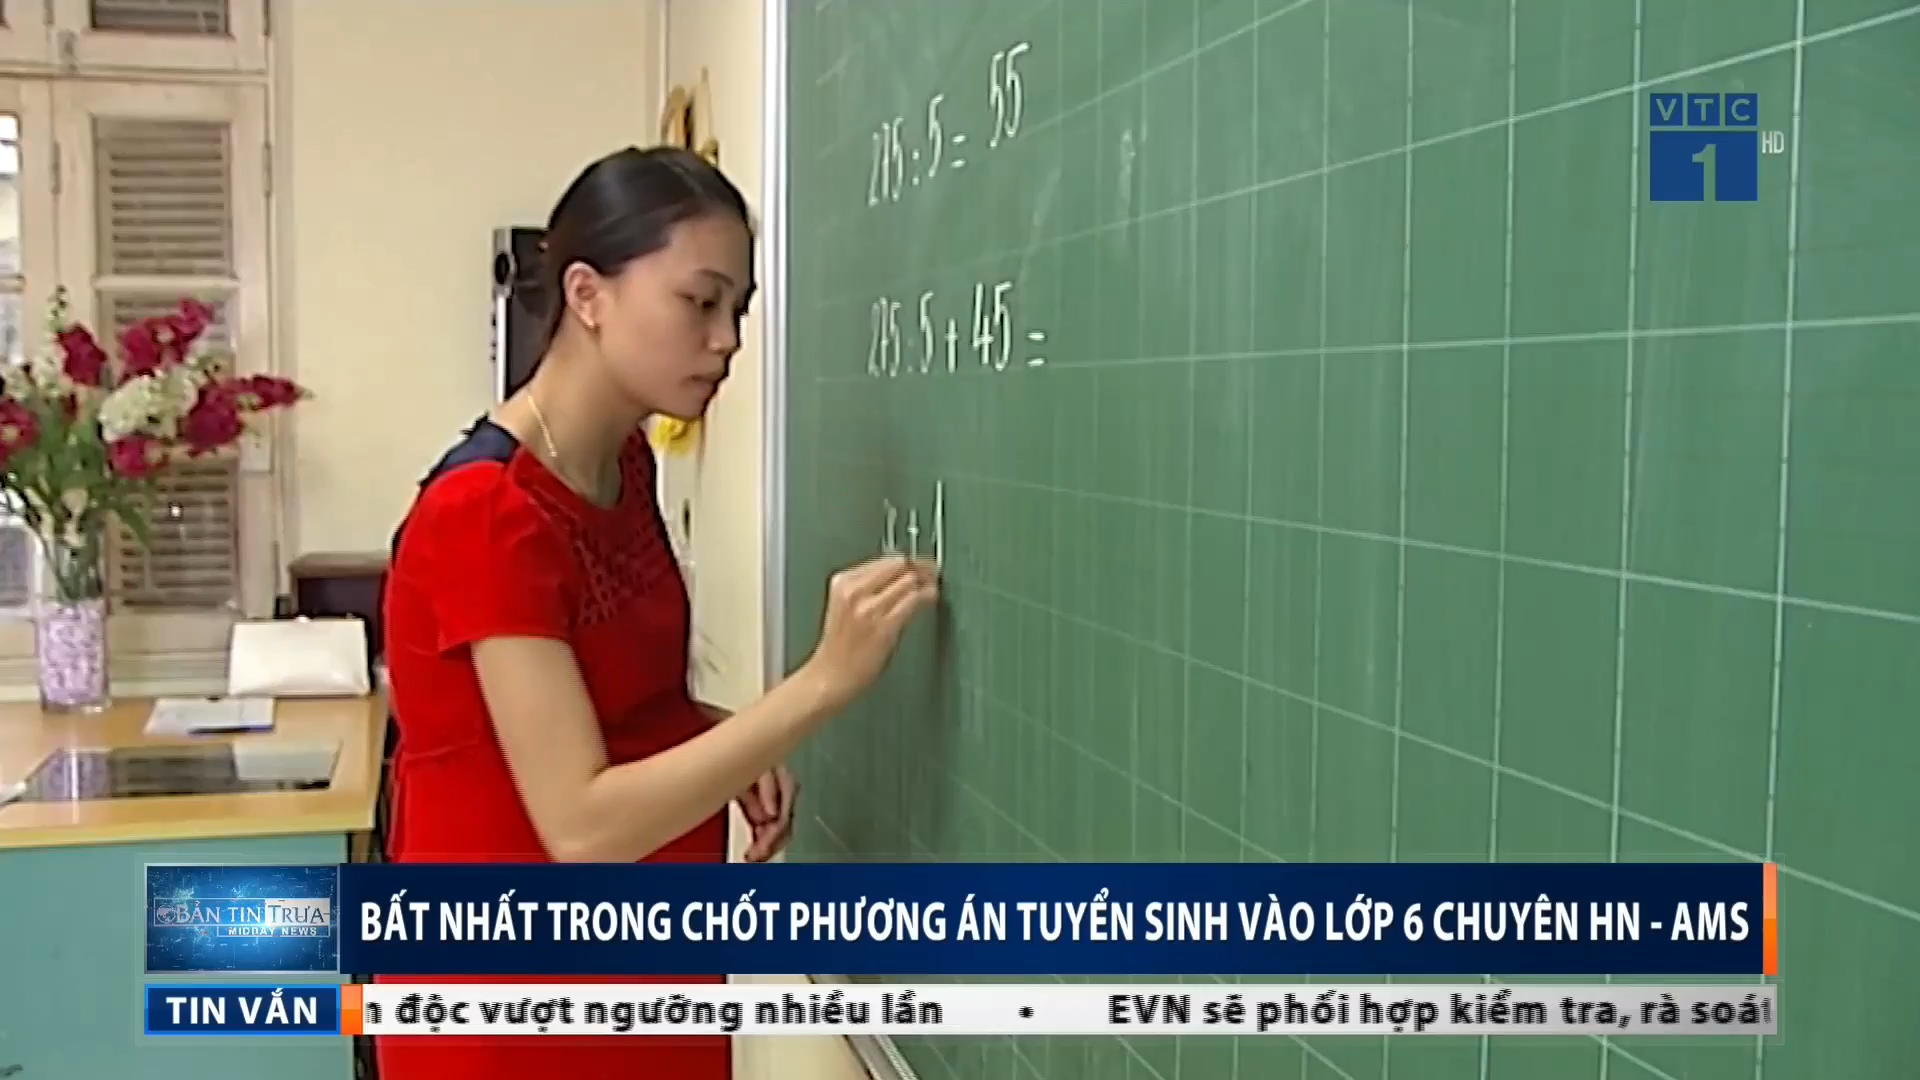 275 : 5 = 55
VTC
1 HD
275 : 5 + 45 =
BẢN TIN TRƯA
MIDDAY NEWS
BẤT NHẤT TRONG CHỐT PHƯƠNG ÁN TUYỂN SINH VÀO LỚP 6 CHUYÊN HN - AMS
TIN VẮN
độc vượt ngưỡng nhiều lần • EVN sẽ phối hợp kiểm tra, rà soát